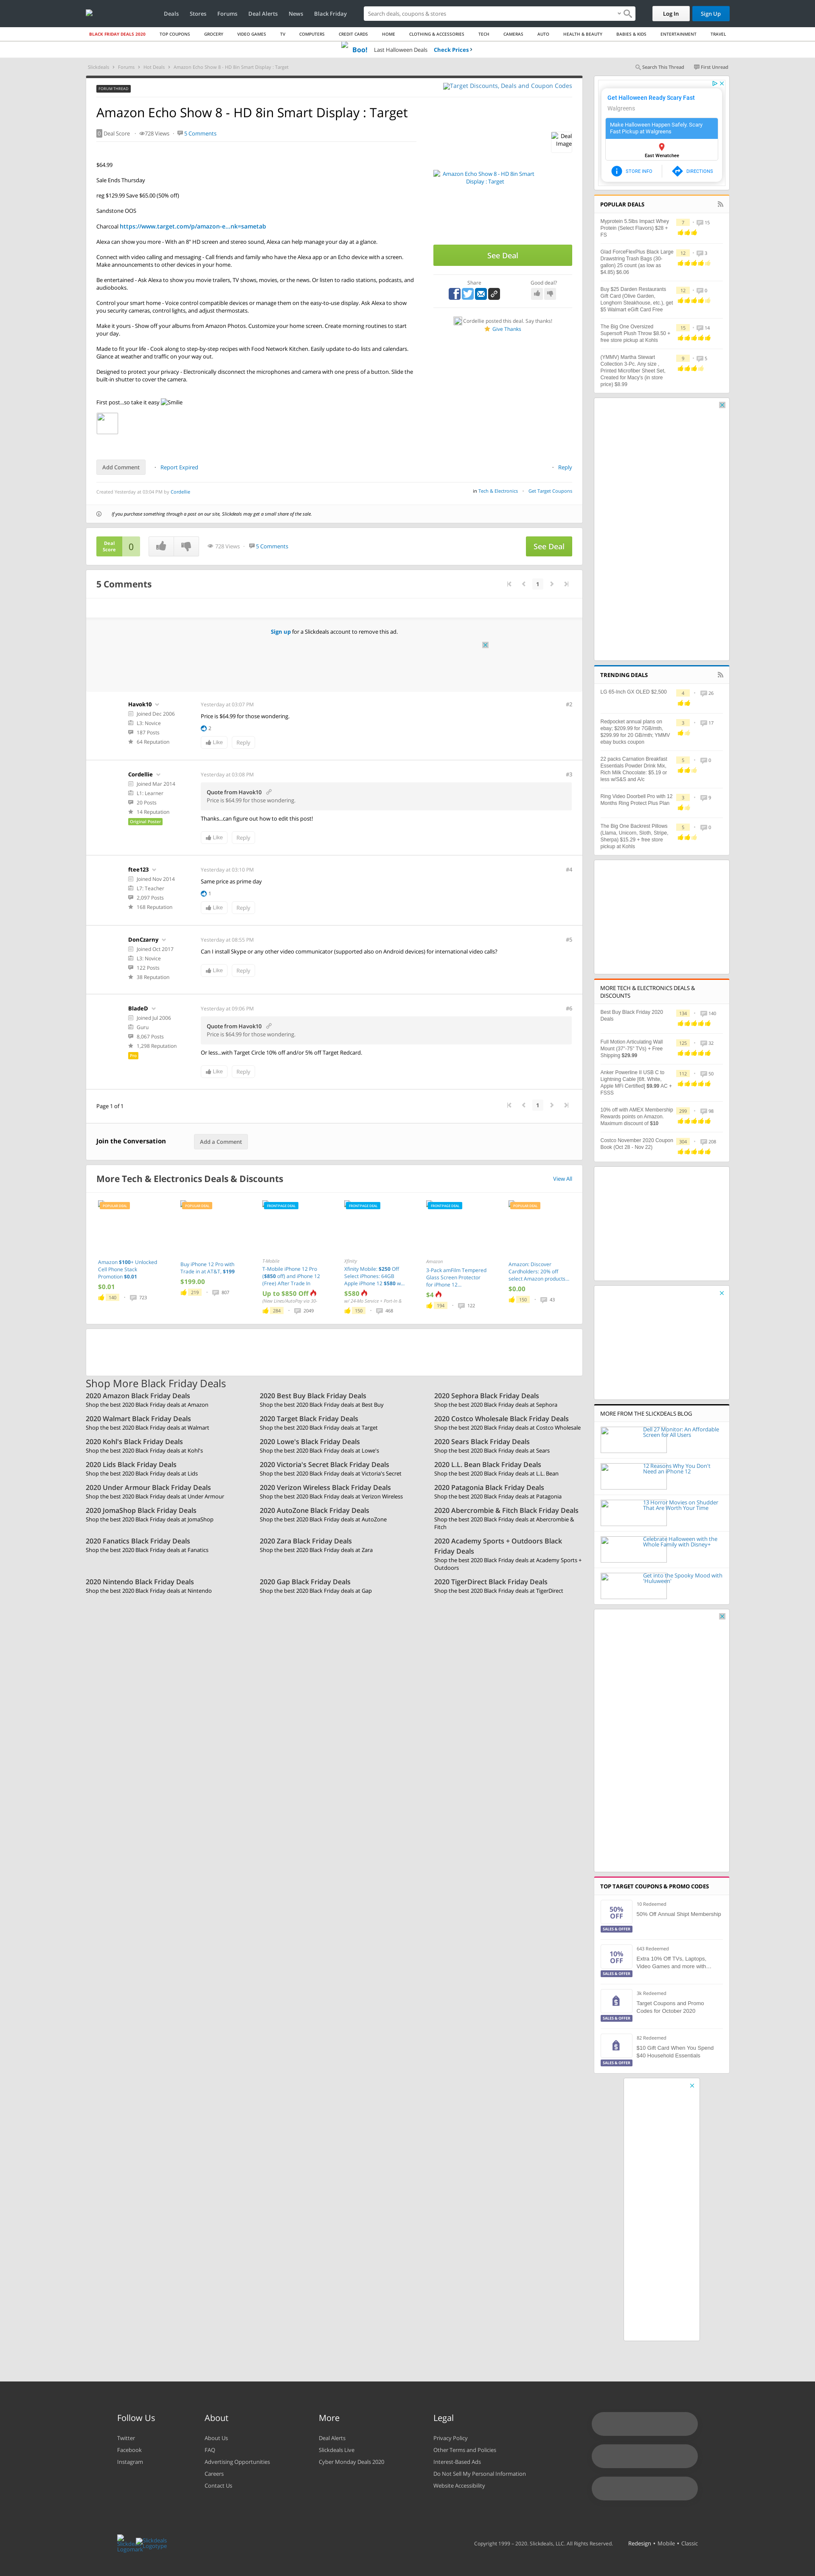 Deals
Stores
Forums
Deal Alerts
News
Black Friday
Search deals, coupons & stores
Log In
Sign Up
BLACK FRIDAY DEALS 2020
TOP COUPONS
GROCERY
VIDEO GAMES
TV
COMPUTERS
CREDIT CARDS
HOME
CLOTHING & ACCESSORIES
TECH
CAMERAS
AUTO
HEALTH & BEAUTY
BABIES & KIDS
ENTERTAINMENT
TRAVEL
Boo! Last Halloween Deals Check Prices ›
Slickdeals > Forums > Hot Deals > Amazon Echo Show 8 - HD 8in Smart Display : Target
Search This Thread
First Unread
FORUM THREAD
Target Discounts, Deals and Coupon Codes
Amazon Echo Show 8 - HD 8in Smart Display : Target
0 Deal Score
728 Views
5 Comments
Deal Image
$64.99
Sale Ends Thursday
reg $129.99 Save $65.00 (50% off)
Sandstone OOS
Charcoal https://www.target.com/p/amazon-e...nk=sametab
Alexa can show you more - With an 8" HD screen and stereo sound, Alexa can help manage your day at a glance.
Connect with video calling and messaging - Call friends and family who have the Alexa app or an Echo device with a screen. Make announcements to other devices in your home.
Be entertained - Ask Alexa to show you movie trailers, TV shows, movies, or the news. Or listen to radio stations, podcasts, and audiobooks.
Control your smart home - Voice control compatible devices or manage them on the easy-to-use display. Ask Alexa to show you security cameras, control lights, and adjust thermostats.
Make it yours - Show off your albums from Amazon Photos. Customize your home screen. Create morning routines to start your day.
Made to fit your life - Cook along to step-by-step recipes with Food Network Kitchen. Easily update to-do lists and calendars. Glance at weather and traffic on your way out.
Designed to protect your privacy - Electronically disconnect the microphones and camera with one press of a button. Slide the built-in shutter to cover the camera.
First post...so take it easy Smilie
Amazon Echo Show 8 - HD 8in Smart Display : Target
See Deal
Share
Good deal?
Cordellie posted this deal. Say thanks!
Give Thanks
Add Comment
Report Expired
Reply
Created Yesterday at 03:04 PM by Cordellie
in Tech & Electronics
Get Target Coupons
If you purchase something through a post on our site, Slickdeals may get a small share of the sale.
Deal Score 0
728 Views
5 Comments
See Deal
5 Comments
1
Sign up for a Slickdeals account to remove this ad.
Havok10
Joined Dec 2006
L3: Novice
187 Posts
64 Reputation
Yesterday at 03:07 PM
#2
Price is $64.99 for those wondering.
2
Like
Reply
Cordellie
Joined Mar 2014
L1: Learner
20 Posts
14 Reputation
Original Poster
Yesterday at 03:08 PM
#3
Quote from Havok10
Price is $64.99 for those wondering.
Thanks...can figure out how to edit this post!
Like
Reply
ftee123
Joined Nov 2014
L7: Teacher
2,097 Posts
168 Reputation
Yesterday at 03:10 PM
#4
Same price as prime day
1
Like
Reply
DonCzarny
Joined Oct 2017
L3: Novice
122 Posts
38 Reputation
Yesterday at 08:55 PM
#5
Can I install Skype or any other video communicator (supported also on Android devices) for international video calls?
Like
Reply
BladeD
Joined Jul 2006
Guru
8,067 Posts
1,298 Reputation
Pro
Yesterday at 09:06 PM
#6
Quote from Havok10
Price is $64.99 for those wondering.
Or less...with Target Circle 10% off and/or 5% off Target Redcard.
Like
Reply
Page 1 of 1
1
Join the Conversation
Add a Comment
More Tech & Electronics Deals & Discounts
View All
POPULAR DEAL
Amazon $100+ Unlocked Cell Phone Stack Promotion $0.01
$0.01
140
723
POPULAR DEAL
Buy iPhone 12 Pro with Trade in at AT&T. $199
$199.00
219
807
FRONTPAGE DEAL
T-Mobile
T-Mobile iPhone 12 Pro ($850 off) and iPhone 12 (Free) After Trade In
Up to $850 Off
(New Line/AutoPay via 30
284
2049
FRONTPAGE DEAL
Xfinity
Xfinity Mobile: $250 Off Select iPhones: 64GB Apple iPhone 12 $580 w...
$580
w/ 24-Mo Service + Port-In &
150
468
FRONTPAGE DEAL
Amazon
3-Pack amFilm Tempered Glass Screen Protector for iPhone 12...
$4
194
122
POPULAR DEAL
Amazon: Discover Cardholders: 20% off select Amazon products...
$0.00
150
43
Shop More Black Friday Deals
2020 Amazon Black Friday Deals
Shop the best 2020 Black Friday deals at Amazon
2020 Best Buy Black Friday Deals
Shop the best 2020 Black Friday deals at Best Buy
2020 Sephora Black Friday Deals
Shop the best 2020 Black Friday deals at Sephora
2020 Walmart Black Friday Deals
Shop the best 2020 Black Friday deals at Walmart
2020 Target Black Friday Deals
Shop the best 2020 Black Friday deals at Target
2020 Costco Wholesale Black Friday Deals
Shop the best 2020 Black Friday deals at Costco Wholesale
2020 Kohl's Black Friday Deals
Shop the best 2020 Black Friday deals at Kohl's
2020 Lowe's Black Friday Deals
Shop the best 2020 Black Friday deals at Lowe's
2020 Sears Black Friday Deals
Shop the best 2020 Black Friday deals at Sears
2020 Lids Black Friday Deals
Shop the best 2020 Black Friday deals at Lids
2020 Victoria's Secret Black Friday Deals
Shop the best 2020 Black Friday deals at Victoria's Secret
2020 L.L. Bean Black Friday Deals
Shop the best 2020 Black Friday deals at L.L. Bean
2020 Under Armour Black Friday Deals
Shop the best 2020 Black Friday deals at Under Armour
2020 Verizon Wireless Black Friday Deals
Shop the best 2020 Black Friday deals at Verizon Wireless
2020 Patagonia Black Friday Deals
Shop the best 2020 Black Friday deals at Patagonia
2020 JomaShop Black Friday Deals
Shop the best 2020 Black Friday deals at JomaShop
2020 AutoZone Black Friday Deals
Shop the best 2020 Black Friday deals at AutoZone
2020 Abercrombie & Fitch Black Friday Deals
Shop the best 2020 Black Friday deals at Abercrombie & Fitch
2020 Fanatics Black Friday Deals
Shop the best 2020 Black Friday deals at Fanatics
2020 Zara Black Friday Deals
Shop the best 2020 Black Friday deals at Zara
2020 Academy Sports + Outdoors Black Friday Deals
Shop the best 2020 Black Friday deals at Academy Sports + Outdoors
2020 Nintendo Black Friday Deals
Shop the best 2020 Black Friday deals at Nintendo
2020 Gap Black Friday Deals
Shop the best 2020 Black Friday deals at Gap
2020 TigerDirect Black Friday Deals
Shop the best 2020 Black Friday deals at TigerDirect
Get Halloween Ready Scary Fast
Walgreens
Make Halloween Happen Safely. Scary Fast Pickup at Walgreens
East Wenatchee
STORE INFO
DIRECTIONS
POPULAR DEALS
Myprotein 5.5lbs Impact Whey Protein (Select Flavors) $28 + FS
7
15
Glad ForceFlexPlus Black Large Drawstring Trash Bags (30-gallon) 25 count (as low as $4.85) $6.06
12
3
Buy $25 Darden Restaurants Gift Card (Olive Garden, Longhorn Steakhouse, etc.), get $5 Walmart eGift Card Free
12
0
The Big One Oversized Supersoft Plush Throw $8.50 + free store pickup at Kohls
15
14
(YMMV) Martha Stewart Collection 3-Pc. Any size , Printed Microfiber Sheet Set, Created for Macy's (in store price) $8.99
9
5
TRENDING DEALS
LG 65-Inch GX OLED $2,500
4
26
Redpocket annual plans on ebay; $209.99 for 7GB/mth, $299.99 for 20 GB/mth; YMMV ebay bucks coupon
3
17
22 packs Carnation Breakfast Essentials Powder Drink Mix, Rich Milk Chocolate: $5.19 or less w/S&S and A/c
5
0
Ring Video Doorbell Pro with 12 Months Ring Protect Plus Plan
3
9
The Big One Backrest Pillows (Llama, Unicorn, Sloth, Stripe, Sherpa) $15.29 + free store pickup at Kohls
5
0
MORE TECH & ELECTRONICS DEALS & DISCOUNTS
Best Buy Black Friday 2020 Deals
134
140
Full Motion Articulating Wall Mount (37"-75" TVs) + Free Shipping $29.99
125
32
Anker Powerline II USB C to Lightning Cable [6ft. White. Apple MFi Certified] $9.99 AC + FSSS
112
50
10% off with AMEX Membership Rewards points on Amazon. Maximum discount of $10
299
98
Costco November 2020 Coupon Book (Oct 28 - Nov 22)
304
208
MORE FROM THE SLICKDEALS BLOG
Dell 27 Monitor: An Affordable Screen for All Users
12 Reasons Why You Don't Need an iPhone 12
13 Horror Movies on Shudder That Are Worth Your Time
Celebrate Halloween with the Whole Family with Disney+
Get Into the Spooky Mood with 'Huluween'
TOP TARGET COUPONS & PROMO CODES
50% OFF
SALES & OFFER
10 Redeemed
50% Off Annual Shipt Membership
10% OFF
SALES & OFFER
643 Redeemed
Extra 10% Off TVs, Laptops, Video Games and more with...
SALES & OFFER
3k Redeemed
Target Coupons and Promo Codes for October 2020
SALES & OFFER
82 Redeemed
$10 Gift Card When You Spend $40 Household Essentials
Follow Us
Twitter
Facebook
Instagram
About
About Us
FAQ
Advertising Opportunities
Careers
Contact Us
More
Deal Alerts
Slickdeals Live
Cyber Monday Deals 2020
Legal
Privacy Policy
Other Terms and Policies
Interest-Based Ads
Do Not Sell My Personal Information
Website Accessibility
Slickdeals Logomark
Slickdeals Logotype
Copyright 1999 - 2020. Slickdeals, LLC. All Rights Reserved.
Redesign • Mobile • Classic